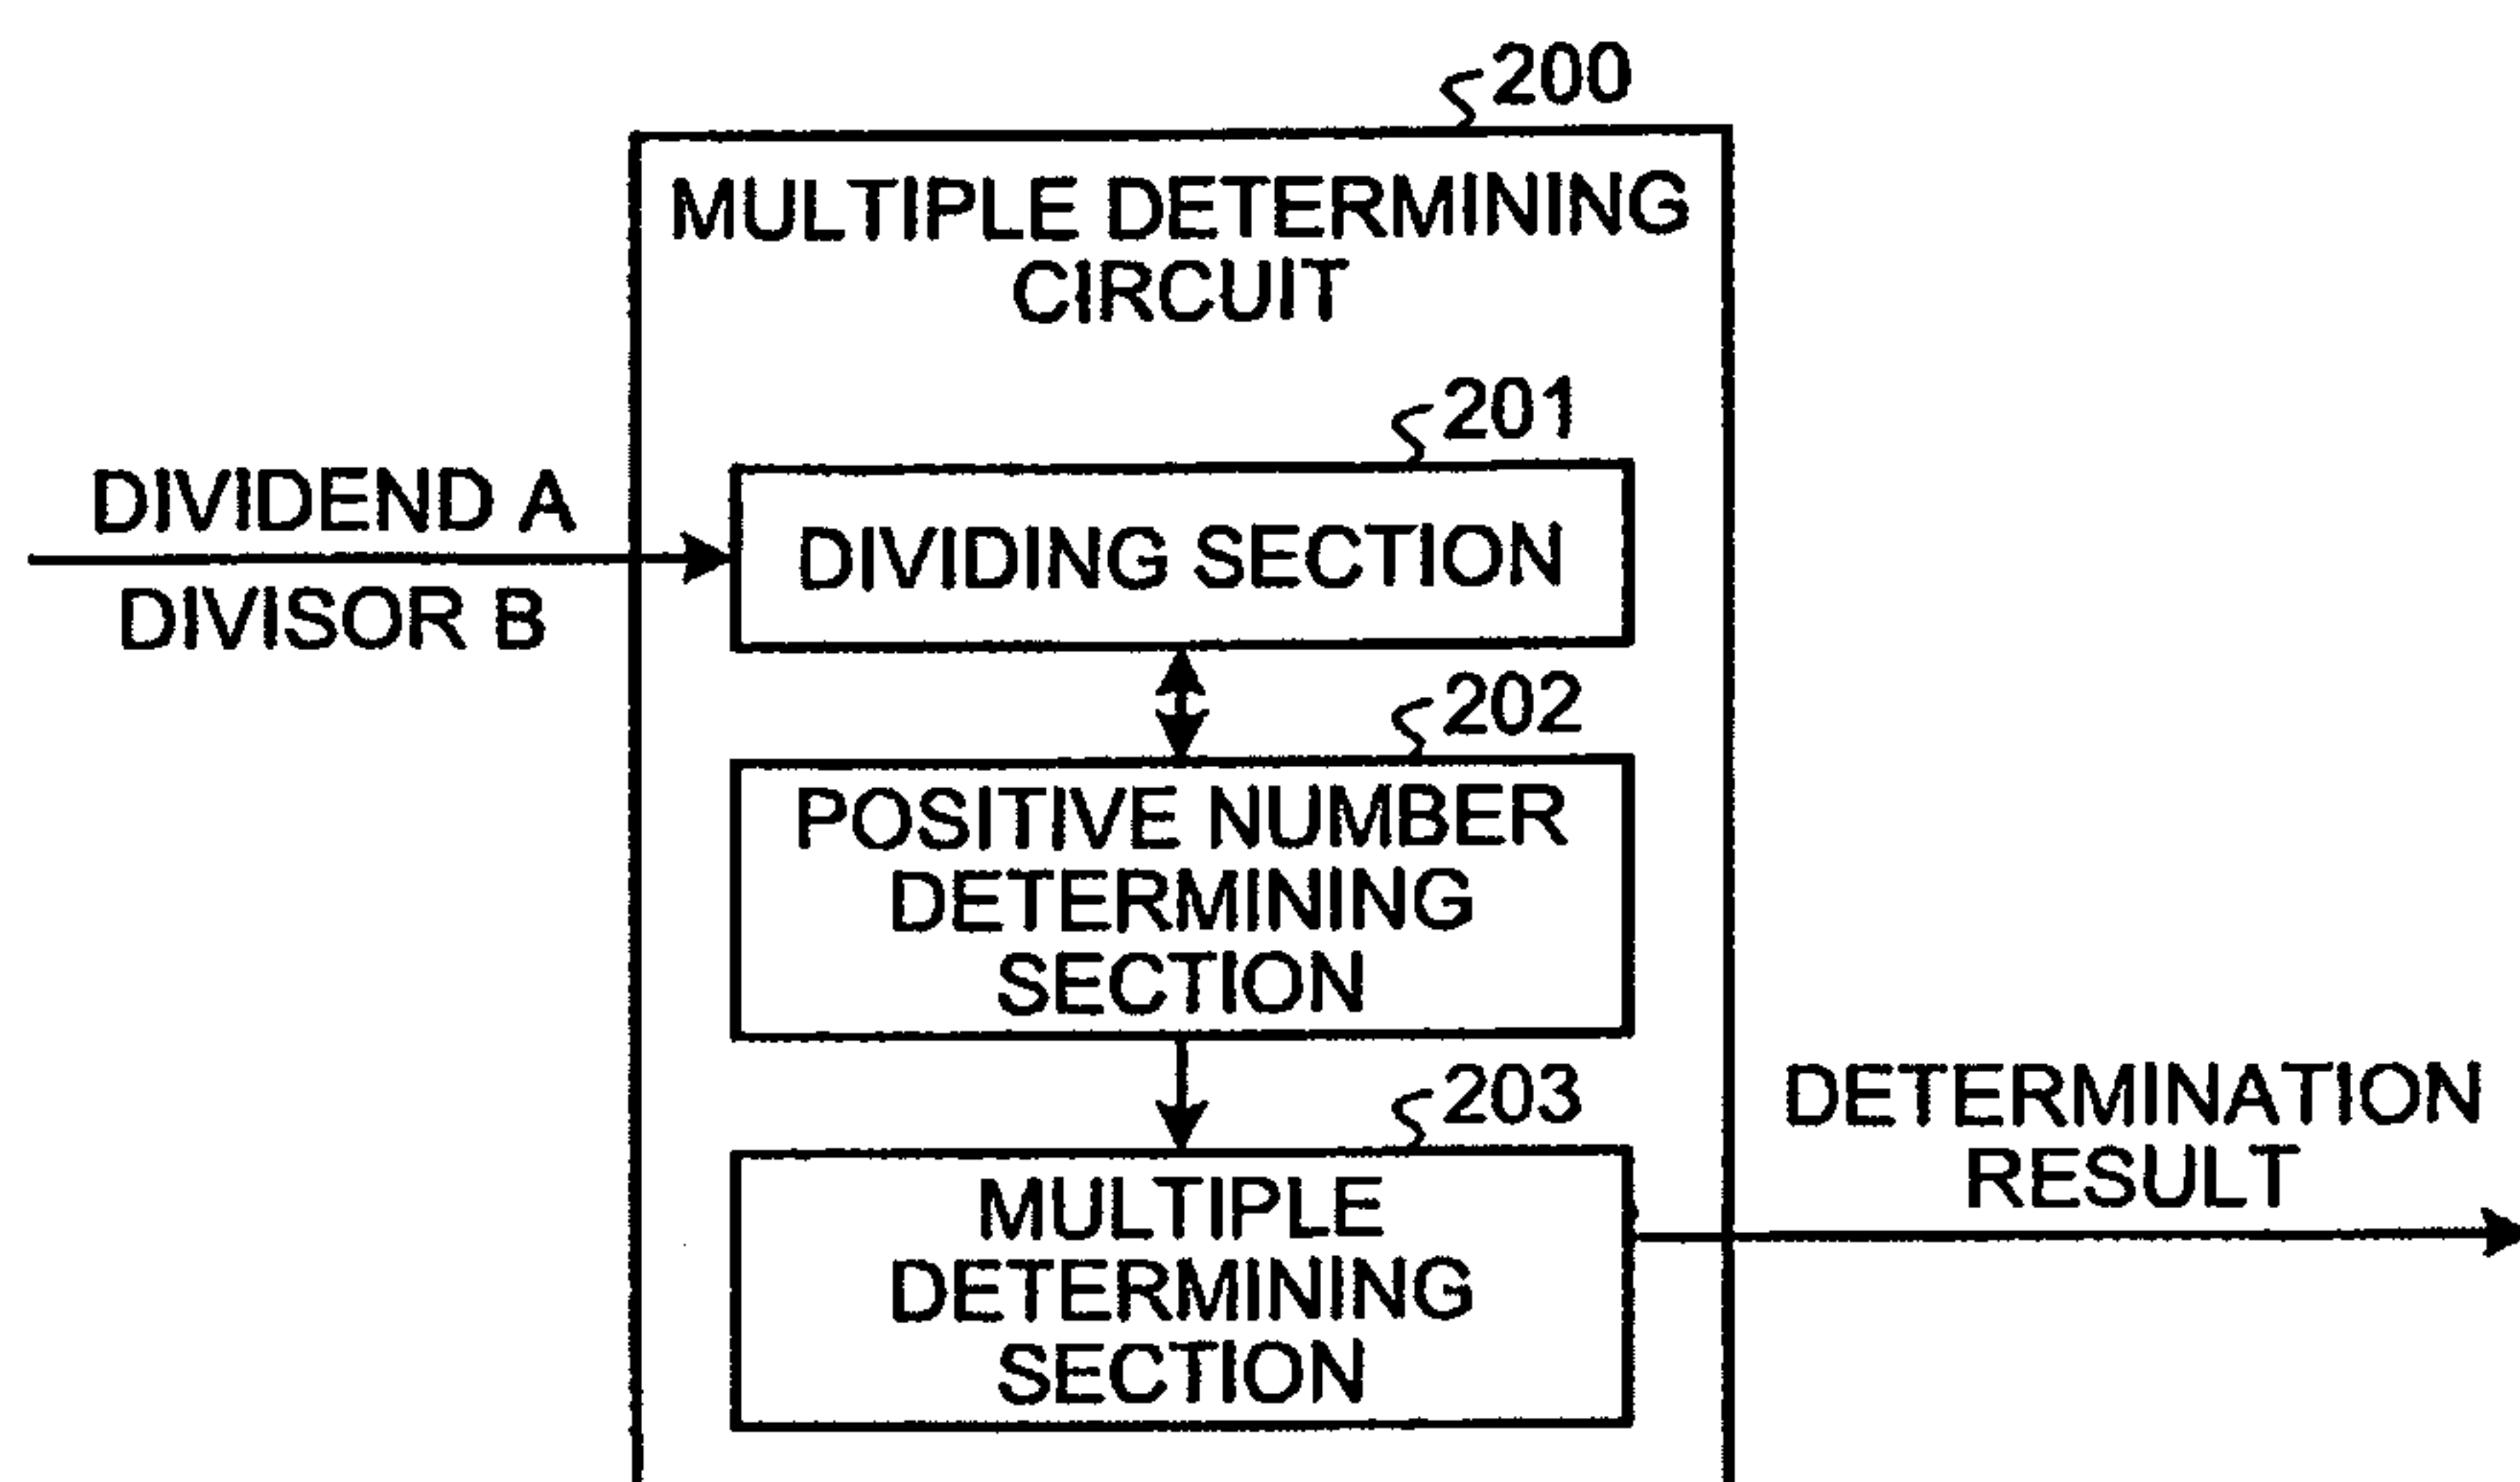 200
MULTIPLE DETERMINING
CIRCUIT
201
DIVIDEND A
DIVIDING SECTION
DIVISOR B
202
POSITIVE NUMBER
DETERMINING
SECTION
203
DETERMINATION
RESULT
MULTIPLE
DETERMINING
SECTION